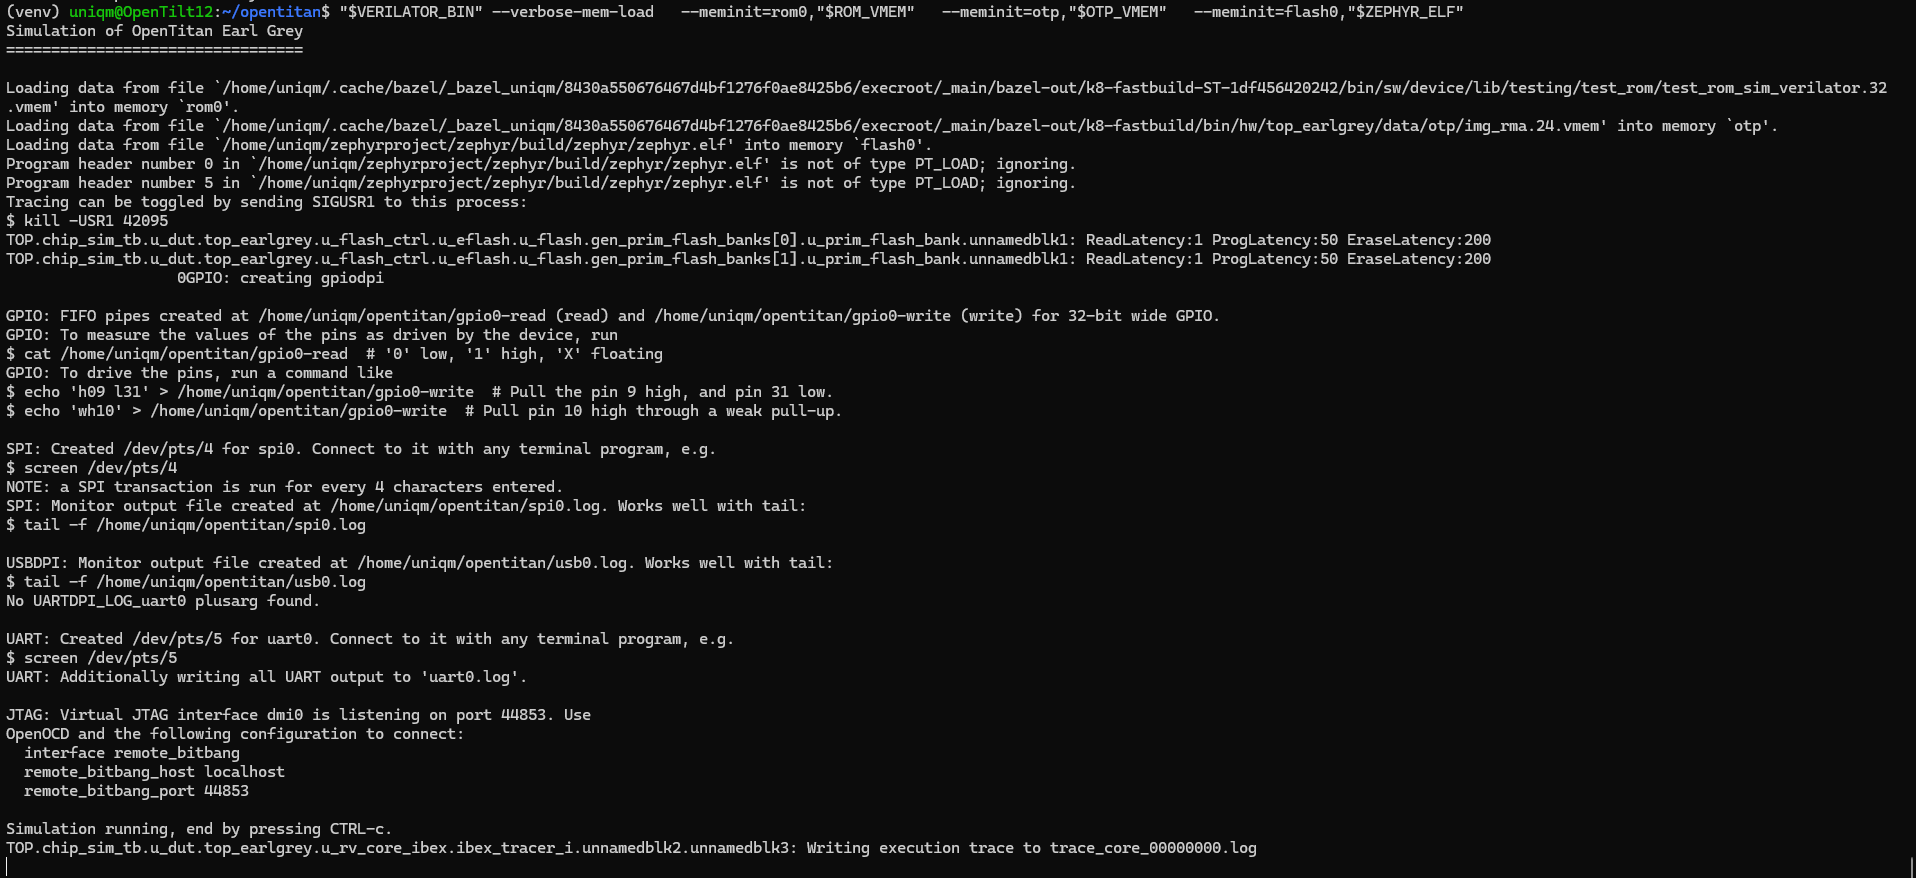 (venv) uniqm@OpenTilt12:~/opentitan$ "$VERILATOR_BIN" --verbose-mem-load   --meminit=rom0,"$ROM_VMEM"   --meminit=otp,"$OTP_VMEM"   --meminit=flash0,"$ZEPHYR_ELF"
Simulation of OpenTitan Earl Grey
=================================
Loading data from file `/home/uniqm/.cache/bazel/_bazel_uniqm/8430a550676467d4bf1276f0ae8425b6/execroot/_main/bazel-out/k8-fastbuild-ST-1df456420242/bin/sw/device/lib/testing/test_rom/test_rom_sim_verilator.32
.vmem' into memory `rom0'.
Loading data from file `/home/uniqm/.cache/bazel/_bazel_uniqm/8430a550676467d4bf1276f0ae8425b6/execroot/_main/bazel-out/k8-fastbuild/bin/hw/top_earlgrey/data/otp/img_rma.24.vmem' into memory `otp'.
Loading data from file `/home/uniqm/zephyrproject/zephyr/build/zephyr/zephyr.elf' into memory `flash0'.
Program header number 0 in `/home/uniqm/zephyrproject/zephyr/build/zephyr/zephyr.elf' is not of type PT_LOAD; ignoring.
Program header number 5 in `/home/uniqm/zephyrproject/zephyr/build/zephyr/zephyr.elf' is not of type PT_LOAD; ignoring.
Tracing can be toggled by sending SIGUSR1 to this process:
$ kill -USR1 42095
TOP.chip_sim_tb.u_dut.top_earlgrey.u_flash_ctrl.u_eflash.u_flash.gen_prim_flash_banks[0].u_prim_flash_bank.unnamedblk1: ReadLatency:1 ProgLatency:50 EraseLatency:200
TOP.chip_sim_tb.u_dut.top_earlgrey.u_flash_ctrl.u_eflash.u_flash.gen_prim_flash_banks[1].u_prim_flash_bank.unnamedblk1: ReadLatency:1 ProgLatency:50 EraseLatency:200
                   0GPIO: creating gpiodpi
GPIO: FIFO pipes created at /home/uniqm/opentitan/gpio0-read (read) and /home/uniqm/opentitan/gpio0-write (write) for 32-bit wide GPIO.
GPIO: To measure the values of the pins as driven by the device, run
$ cat /home/uniqm/opentitan/gpio0-read  # '0' low, '1' high, 'X' floating
GPIO: To drive the pins, run a command like
$ echo 'h09 l31' > /home/uniqm/opentitan/gpio0-write  # Pull the pin 9 high, and pin 31 low.
$ echo 'wh10' > /home/uniqm/opentitan/gpio0-write  # Pull pin 10 high through a weak pull-up.
SPI: Created /dev/pts/4 for spi0. Connect to it with any terminal program, e.g.
$ screen /dev/pts/4
NOTE: a SPI transaction is run for every 4 characters entered.
SPI: Monitor output file created at /home/uniqm/opentitan/spi0.log. Works well with tail:
$ tail -f /home/uniqm/opentitan/spi0.log
USBDPI: Monitor output file created at /home/uniqm/opentitan/usb0.log. Works well with tail:
$ tail -f /home/uniqm/opentitan/usb0.log
No UARTDPI_LOG_uart0 plusarg found.
UART: Created /dev/pts/5 for uart0. Connect to it with any terminal program, e.g.
$ screen /dev/pts/5
UART: Additionally writing all UART output to 'uart0.log'.
JTAG: Virtual JTAG interface dmi0 is listening on port 44853. Use
OpenOCD and the following configuration to connect:
  interface remote_bitbang
  remote_bitbang_host localhost
  remote_bitbang_port 44853
Simulation running, end by pressing CTRL-c.
TOP.chip_sim_tb.u_dut.top_earlgrey.u_rv_core_ibex.ibex_tracer_i.unnamedblk2.unnamedblk3: Writing execution trace to trace_core_00000000.log